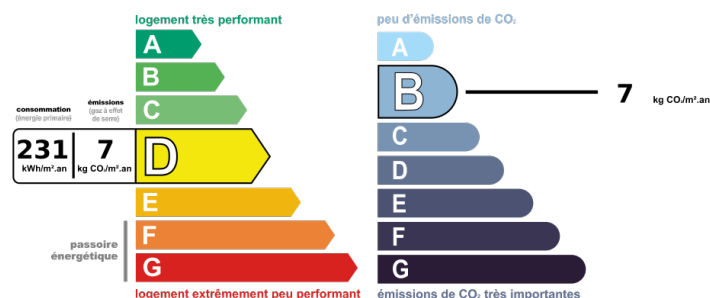 logement très performant
A
B
C
consommation
(énergie primaire)
émissions
(gaz à effet
de serre)
231
kWh/m².an
7
kg CO₂/m².an
D
E
F
G
passoire
énergétique
logement extrêmement peu performant
peu d'émissions de CO₂
A
B
7
kg CO₂/m².an
C
D
E
F
G
émissions de CO₂ très importantes